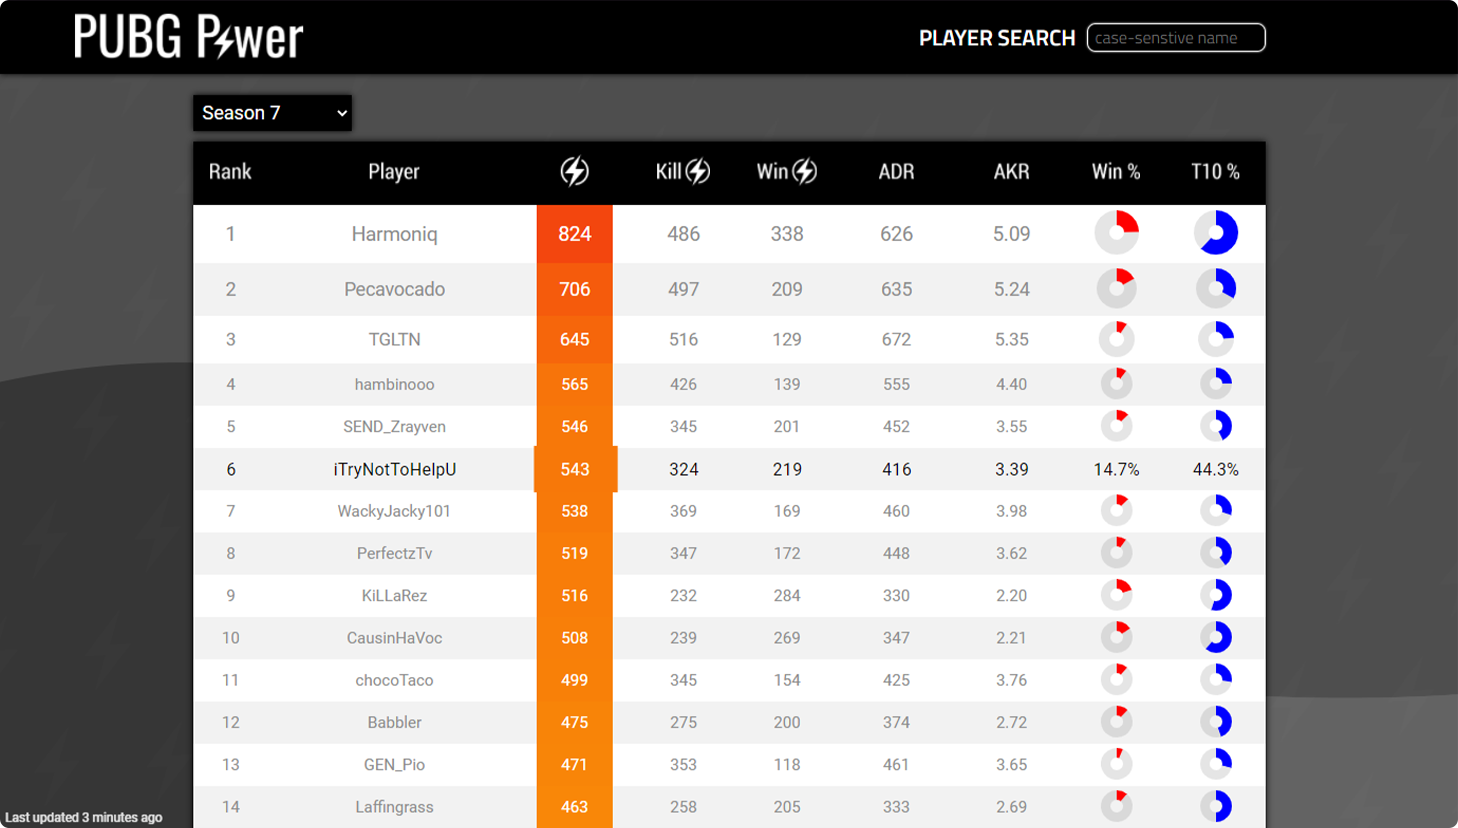 PUBG Power
PLAYER SEARCH case-senstive name
Season 7
Rank Player Kill Win ADR AKR Win % T10 %
1 Harmoniq 824 486 338 626 5.09
2 Pecavocado 706 497 209 635 5.24
3 TGLTN 645 516 129 672 5.35
4 hambinooo 565 426 139 555 4.40
5 SEND_Zrayven 546 345 201 452 3.55
6 iTryNotToHelpU 543 324 219 416 3.39 14.7% 44.3%
7 WackyJacky101 538 369 169 460 3.98
8 PerfectzTv 519 347 172 448 3.62
9 KiLLaRez 516 232 284 330 2.20
10 CausinHaVoc 508 239 269 347 2.21
11 chocoTaco 499 345 154 425 3.76
12 Babbler 475 275 200 374 2.72
13 GEN_Pio 471 353 118 461 3.65
14 Laffingrass 463 258 205 333 2.69
Last updated 3 minutes ago